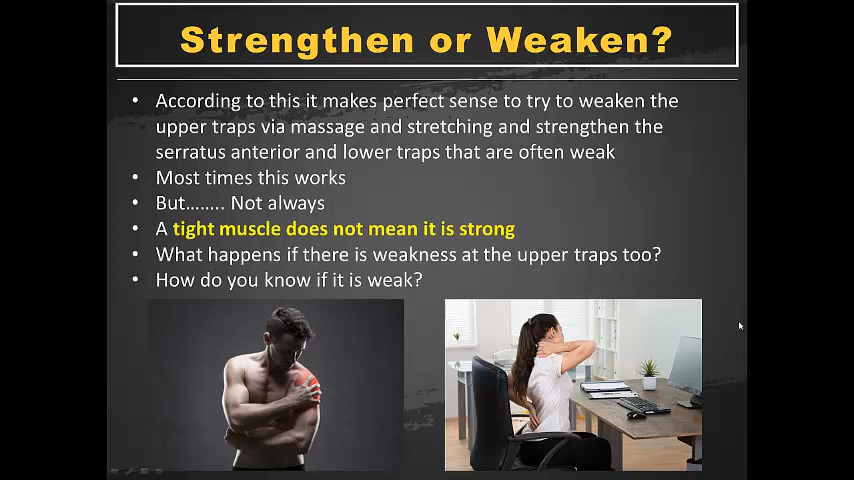 Strengthen or Weaken?
• According to this it makes perfect sense to try to weaken the
upper traps via massage and stretching and strengthen the
serratus anterior and lower traps that are often weak
• Most times this works
• But…….. Not always
• A tight muscle does not mean it is strong
• What happens if there is weakness at the upper traps too?
• How do you know if it is weak?